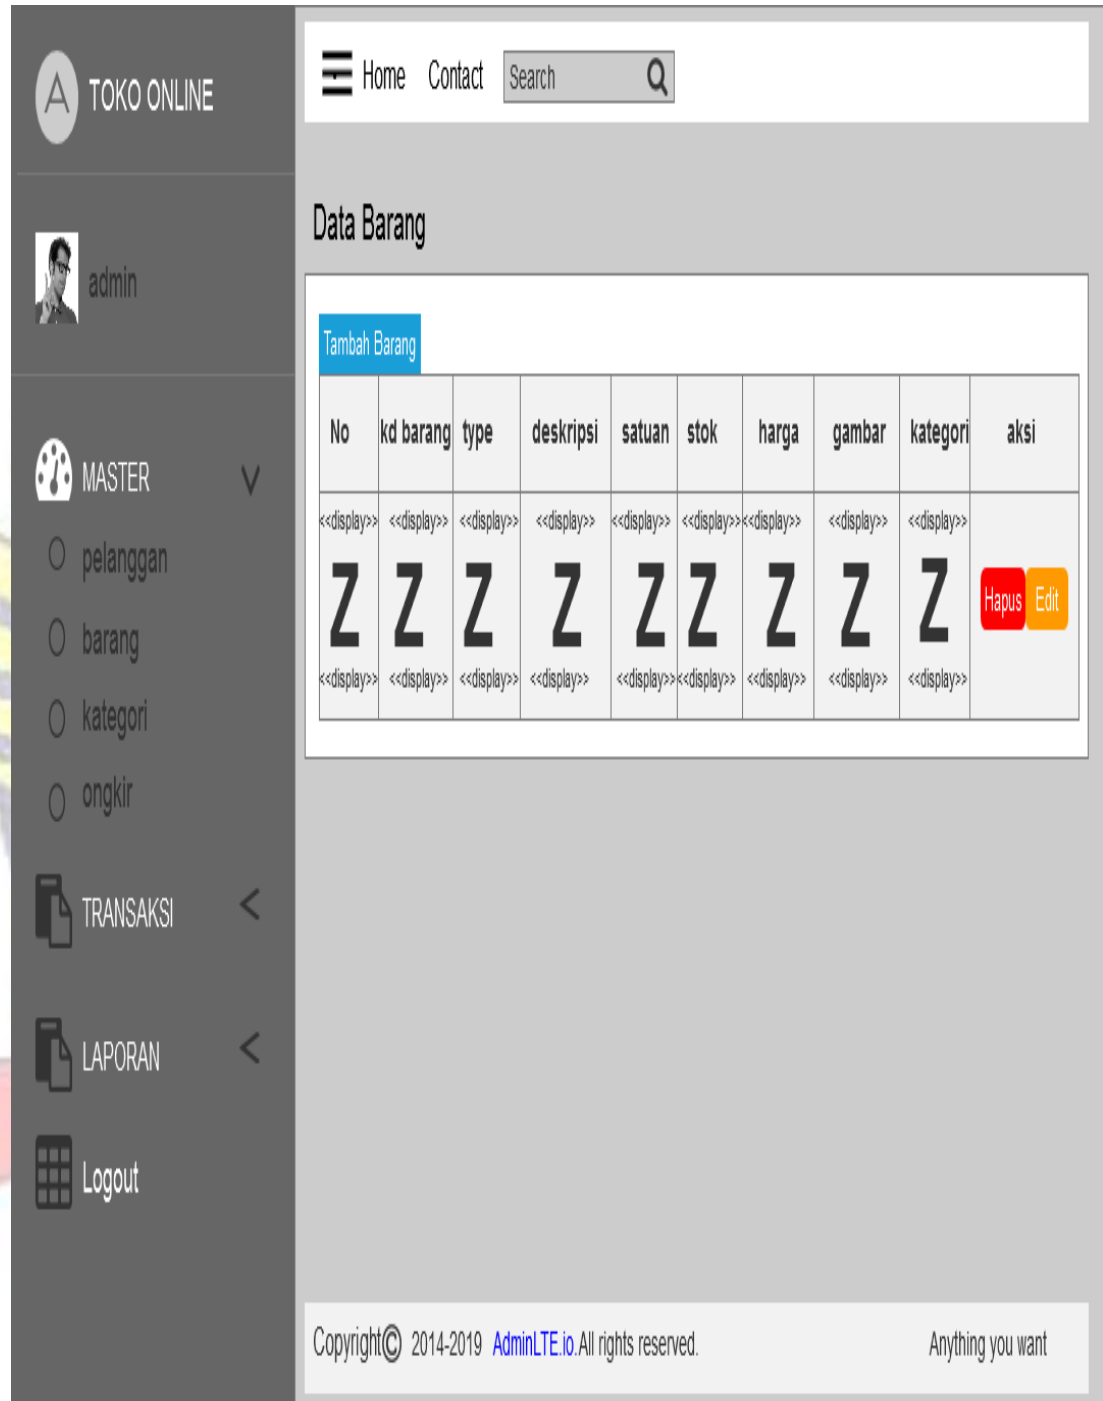 A TOKO ONLINE
Home Contact Search
Data Barang
admin
Tambah Barang
No kd barang type deskripsi satuan stok harga gambar kategori aksi
MASTER
<<display>> <<display>> <<display>> <<display>> <<display>> <<display>> <<display>> <<display>> <<display>>
Z Z Z Z Z Z Z Z Z Hapus Edit
<<display>> <<display>> <<display>> <<display>> <<display>> <<display>> <<display>> <<display>> <<display>>
pelanggan
barang
kategori
ongkir
TRANSAKSI
LAPORAN
Logout
Copyright© 2014-2019 AdminLTE.io.All rights reserved. Anything you want